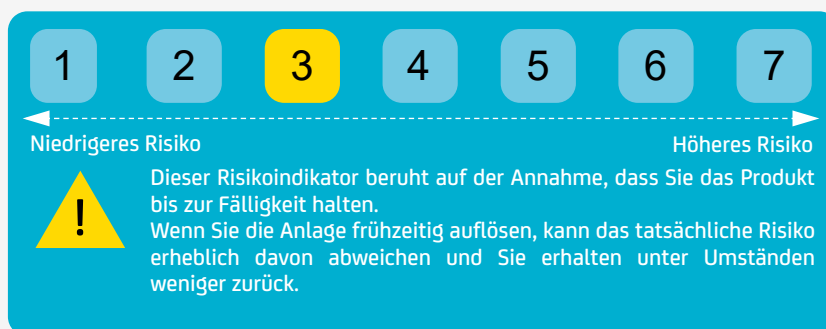 1 2 3 4 5 6 7
Niedrigeres Risiko Höheres Risiko
!
Dieser Risikoindikator beruht auf der Annahme, dass Sie das Produkt
bis zur Fälligkeit halten.
Wenn Sie die Anlage frühzeitig auflösen, kann das tatsächliche Risiko
erheblich davon abweichen und Sie erhalten unter Umständen
weniger zurück.